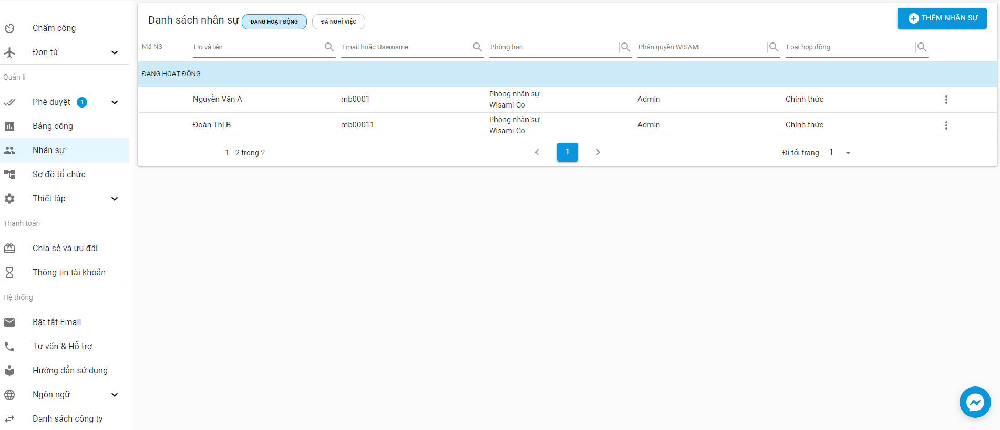 Chấm công
Đơn từ
Quản lí
Phê duyệt 1
Bảng công
Nhân sự
Sơ đồ tổ chức
Thiết lập
Thanh toán
Chia sẻ và ưu đãi
Thông tin tài khoản
Hệ thống
Bật tắt Email
Tư vấn & Hỗ trợ
Hướng dẫn sử dụng
Ngôn ngữ
Danh sách công ty
Danh sách nhân sự ĐANG HOẠT ĐỘNG ĐÃ NGHỈ VIỆC THÊM NHÂN SỰ
Mã NS Họ và tên Email hoặc Username Phòng ban Phân quyền WISAMI Loại hợp đồng
ĐANG HOẠT ĐỘNG
Nguyễn Văn A mb0001 Phòng nhân sự Admin Chính thức
Wisami Go
Đoàn Thị B mb00011 Phòng nhân sự Admin Chính thức
Wisami Go
1 - 2 trong 2 1 Đi tới trang 1